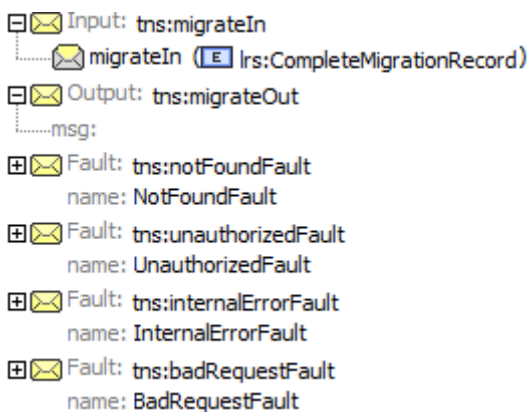 Input: tns:migrateIn
migrateIn (E lrs:CompleteMigrationRecord)
Output: tns:migrateOut
msg:
Fault: tns:notFoundFault
name: NotFoundFault
Fault: tns:unauthorizedFault
name: UnauthorizedFault
Fault: tns:internalErrorFault
name: InternalErrorFault
Fault: tns:badRequestFault
name: BadRequestFault